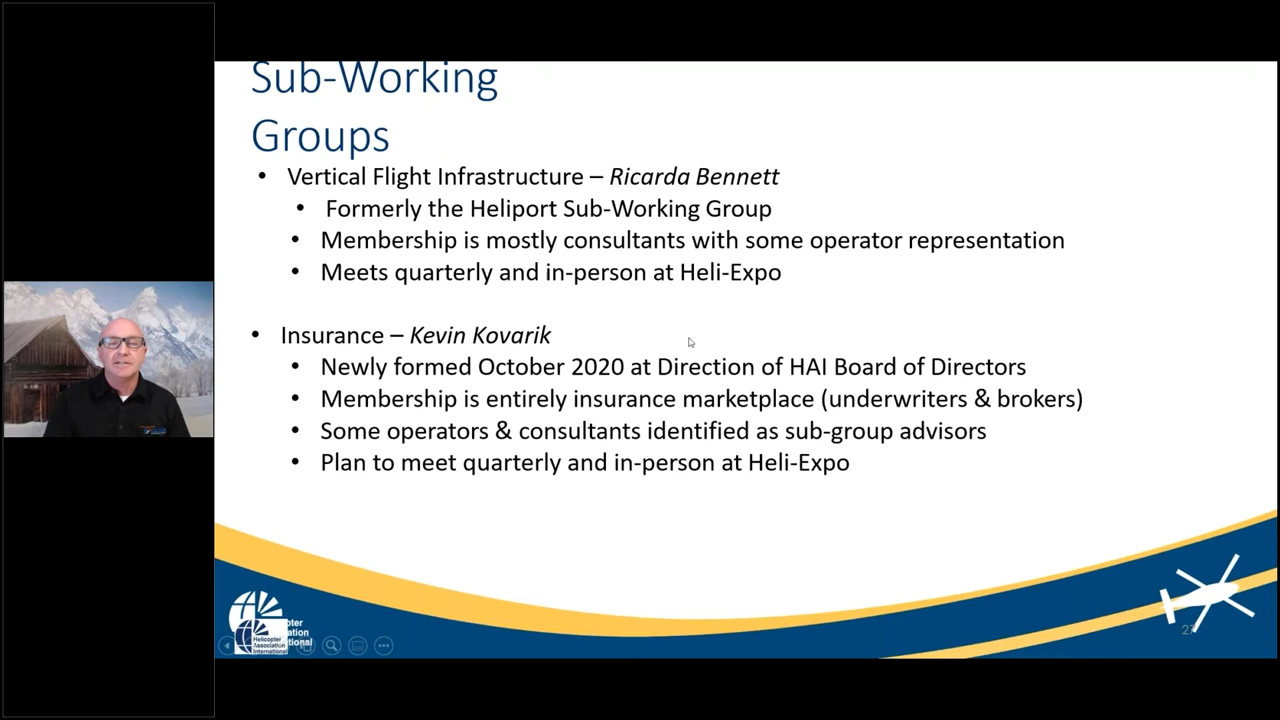 Sub-Working
Groups
• Vertical Flight Infrastructure – Ricarda Bennett
• Formerly the Heliport Sub-Working Group
• Membership is mostly consultants with some operator representation
• Meets quarterly and in-person at Heli-Expo
• Insurance – Kevin Kovarik
• Newly formed October 2020 at Direction of HAI Board of Directors
• Membership is entirely insurance marketplace (underwriters & brokers)
• Some operators & consultants identified as sub-group advisors
• Plan to meet quarterly and in-person at Heli-Expo
Helicopter
Association
International